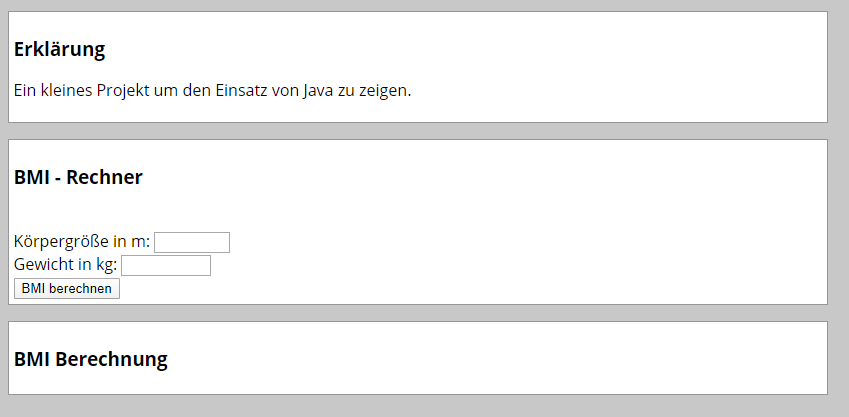 Erklärung
Ein kleines Projekt um den Einsatz von Java zu zeigen.
BMI - Rechner
Körpergröße in m:
Gewicht in kg:
BMI berechnen
BMI Berechnung